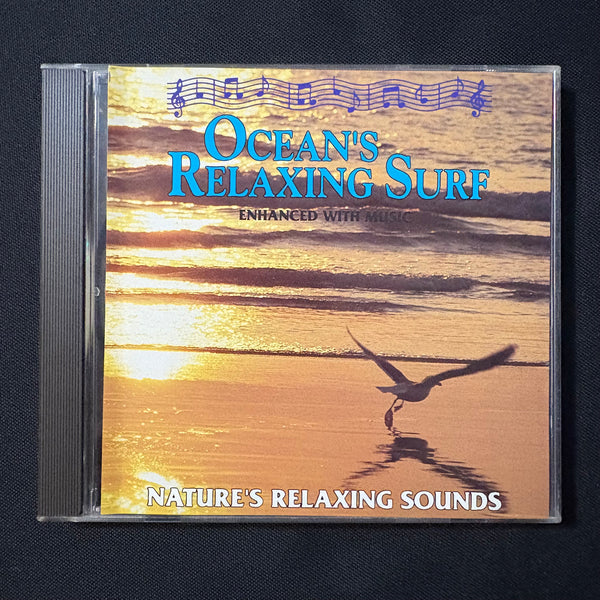 OCEAN'S
RELAXING SURF
ENHANCED WITH MUSIC
NATURE'S RELAXING SOUNDS